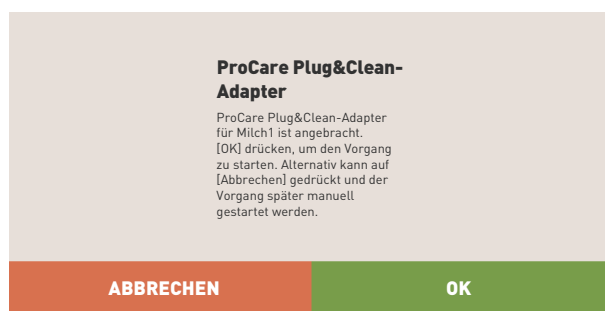 ProCare Plug&Clean-
Adapter
ProCare Plug&Clean-Adapter
für Milch1 ist angebracht.
[OK] drücken, um den Vorgang
zu starten. Alternativ kann auf
[Abbrechen] gedrückt und der
Vorgang später manuell
gestartet werden.
ABBRECHEN
OK